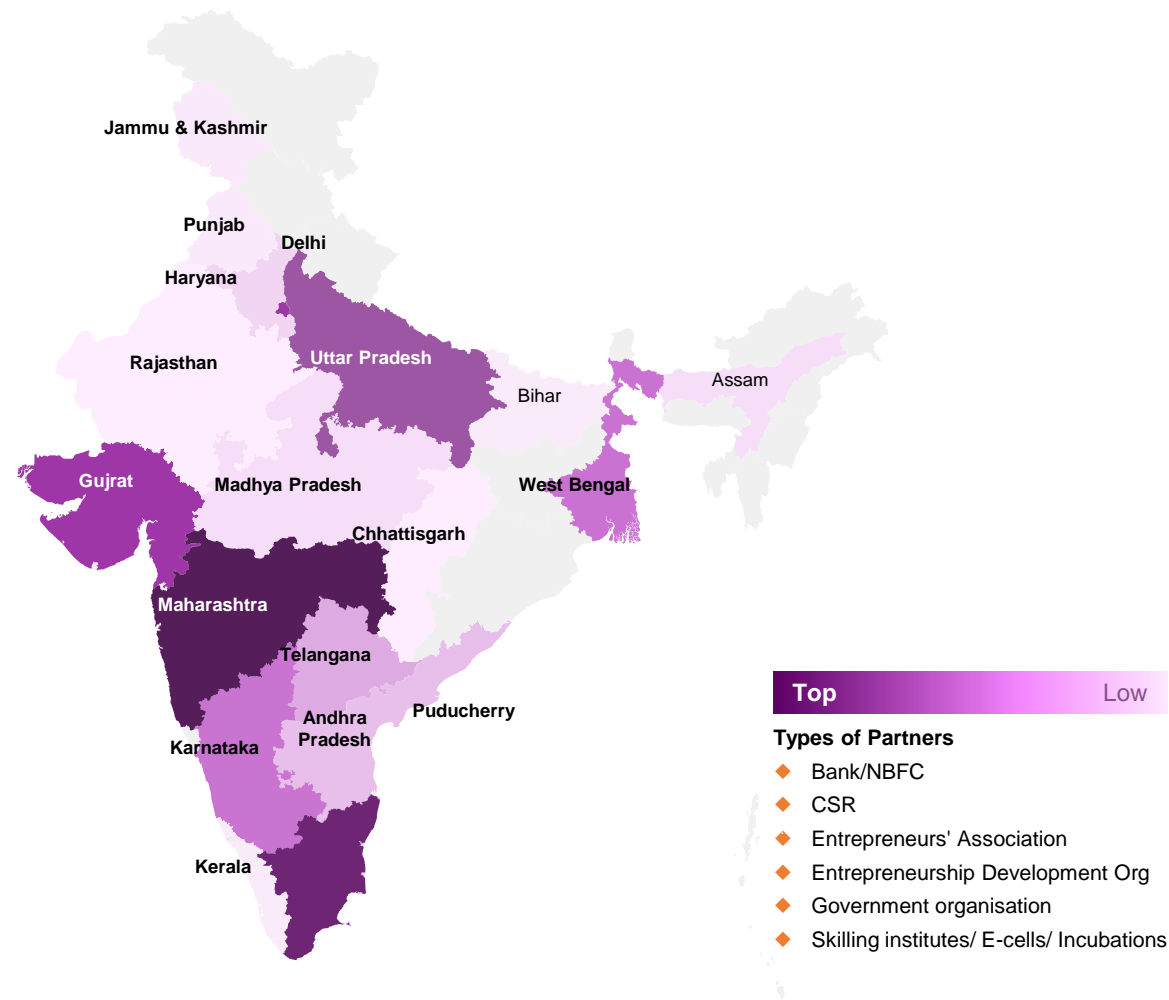 Jammu & Kashmir
Punjab
Delhi
Haryana
Rajasthan
Uttar Pradesh
Bihar
Assam
Gujrat
Madhya Pradesh
West Bengal
Chhattisgarh
Maharashtra
Telangana
Andhra
Pradesh
Puducherry
Karnataka
Kerala
Top
Low
Types of Partners
Bank/NBFC
CSR
Entrepreneurs' Association
Entrepreneurship Development Org
Government organisation
Skilling institutes/ E-cells/ Incubations